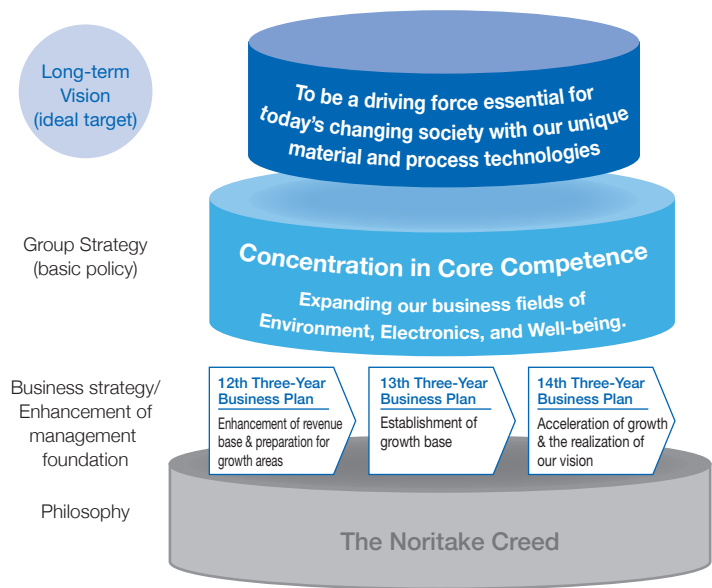 Long-term
Vision
(ideal target)
To be a driving force essential for
today's changing society with our unique
material and process technologies
Group Strategy
(basic policy)
Concentration in Core Competence
Expanding our business fields of
Environment, Electronics, and Well-being.
Business strategy/
Enhancement of
management
foundation
12th Three-Year
Business Plan
Enhancement of revenue
base & preparation for
growth areas
13th Three-Year
Business Plan
Establishment of
growth base
14th Three-Year
Business Plan
Acceleration of growth
& the realization of
our vision
Philosophy
The Noritake Creed